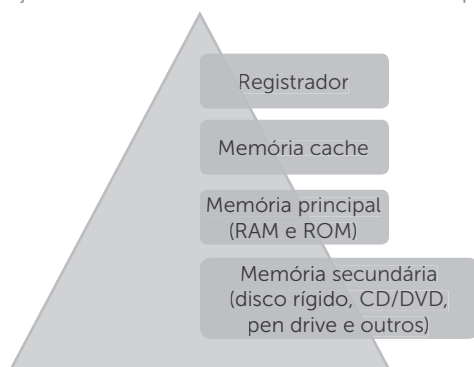 Registrador
Memória cache
Memória principal
(RAM e ROM)
Memória secundária
(disco rígido, CD/DVD,
pen drive e outros)